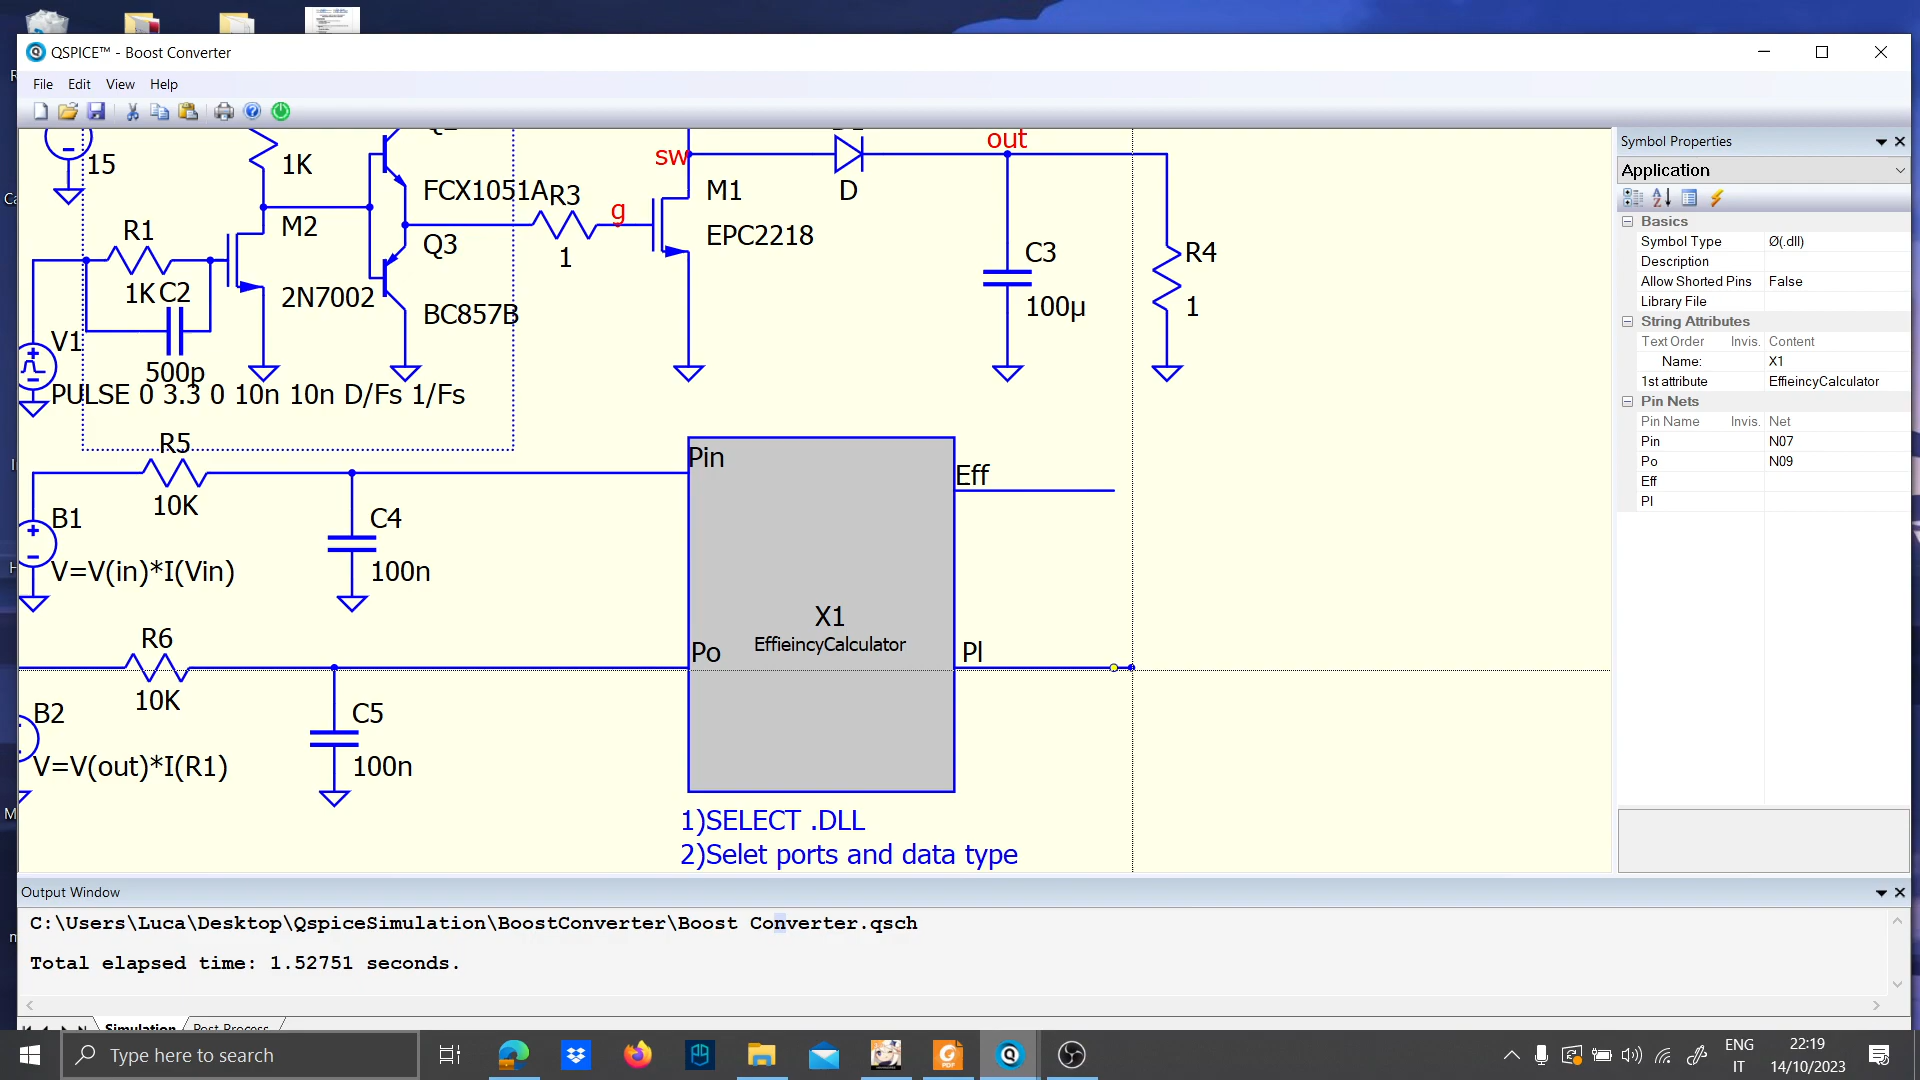 QSPICE™ - Boost Converter
File Edit View Help
15
1K
sw
out
FCX1051A
R3
g
M1
D
R1
M2
Q3
1
EPC2218
C3
R4
1K
C2
2N7002
BC857B
100µ
1
V1
500p
PULSE 0 3.3 0 10n 10n D/Fs 1/Fs
R5
10K
Pin
Eff
B1
C4
V=V(in)*I(Vin)
100n
X1
EffieincyCalculator
R6
Po
Pl
10K
B2
C5
V=V(out)*I(R1)
100n
1)SELECT .DLL
2)Selet ports and data type
Symbol Properties
Application
Basics
Symbol Type Ø(.dll)
Description
Allow Shorted Pins False
Library File
String Attributes
Text Order Invis. Content
Name: X1
1st attribute EffieincyCalculator
Pin Nets
Pin Name Invis. Net
Pin N07
Po N09
Eff
Pl
Output Window
C:\Users\Luca\Desktop\QspiceSimulation\BoostConverter\Boost Converter.qsch
Total elapsed time: 1.52751 seconds.
Simulation Post Process
Type here to search
ENG
IT
22:19
14/10/2023